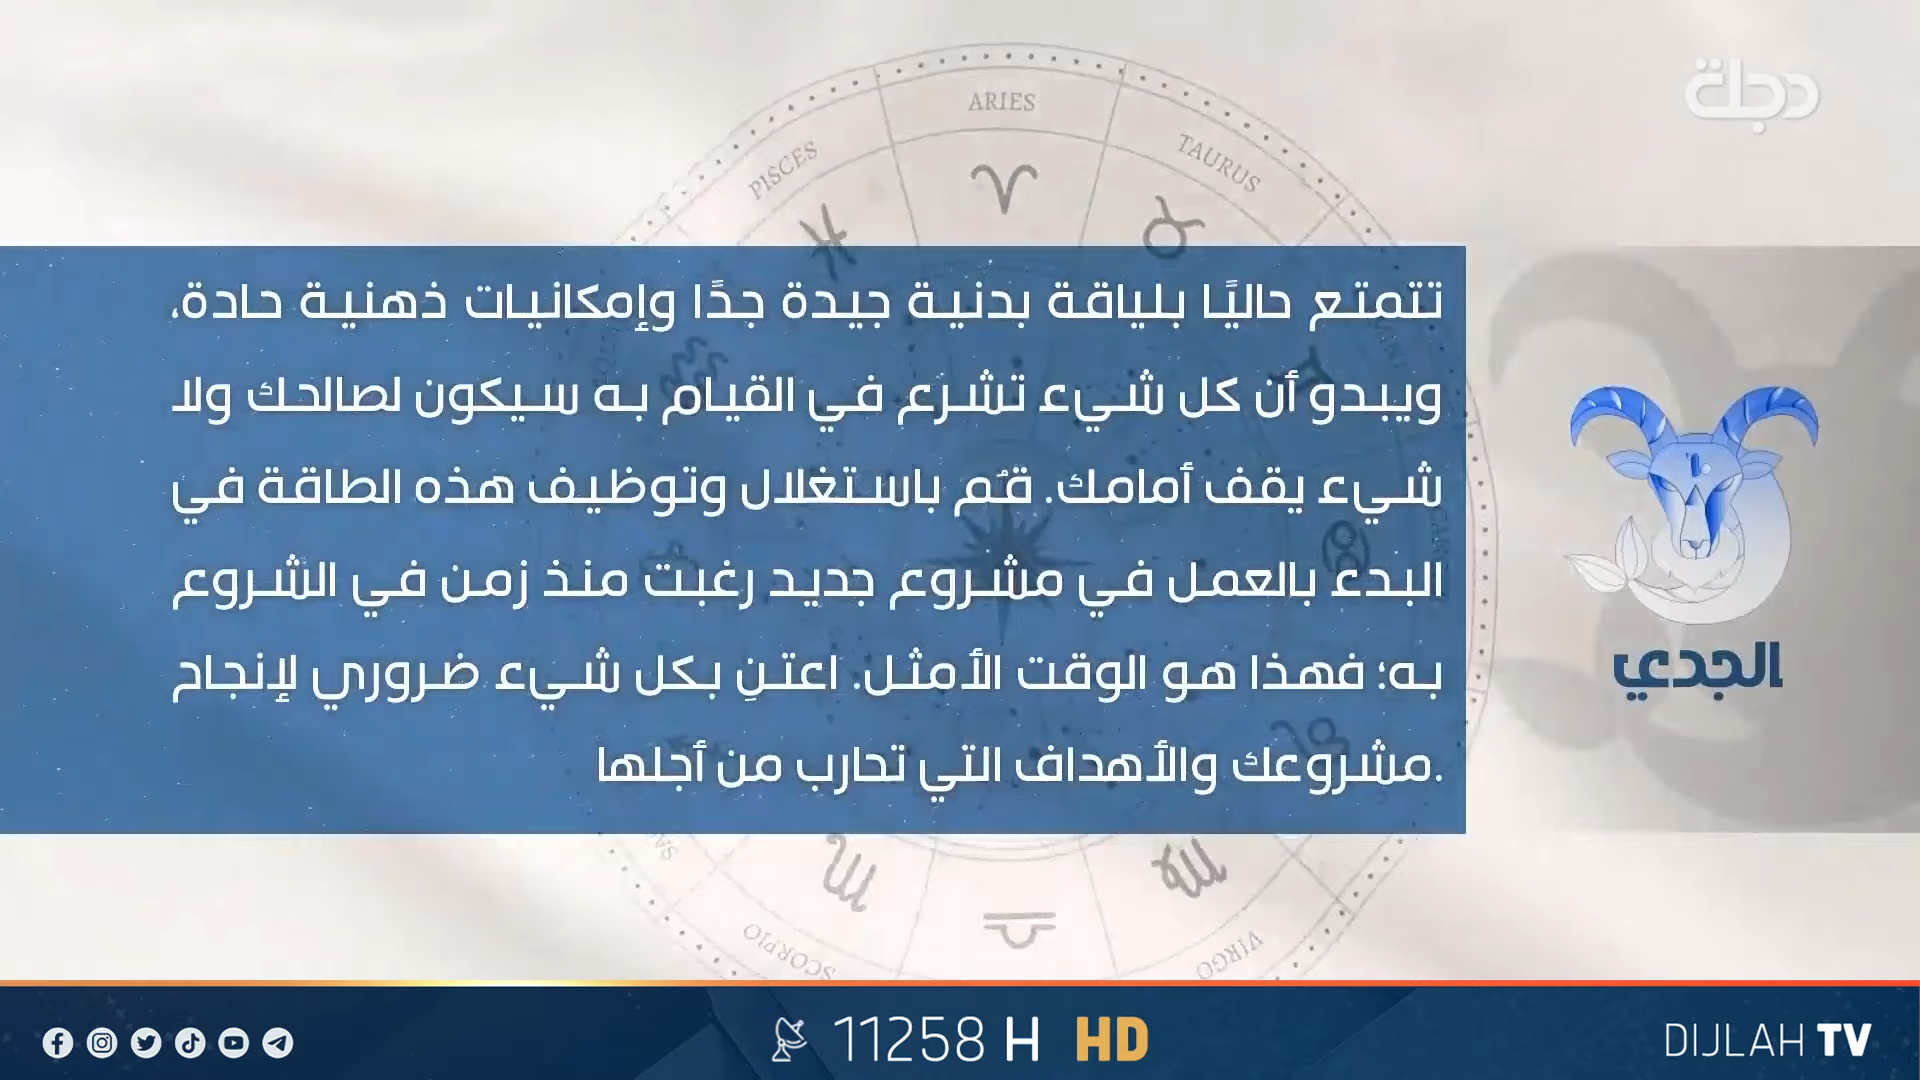 دجلة
ARIES
PISCES
TAURUS
تتمتع حاليًا بلياقة بدنية جيدة جدًا وإمكانيات ذهنية حادة،
ويبدو أن كل شيء تشرع في القيام به سيكون لصالحك ولا
شيء يقف أمامك. قُم باستغلال وتوظيف هذه الطاقة في
البدء بالعمل في مشروع جديد رغبت منذ زمن في الشروع
به؛ فهذا هو الوقت الأمثل. اعتنِ بكل شيء ضروري لإنجاح
مشروعك والأهداف التي تحارب من أجلها.
الجدي
SCORPIO
VIRGO
11258 H HD
DIJLAH TV